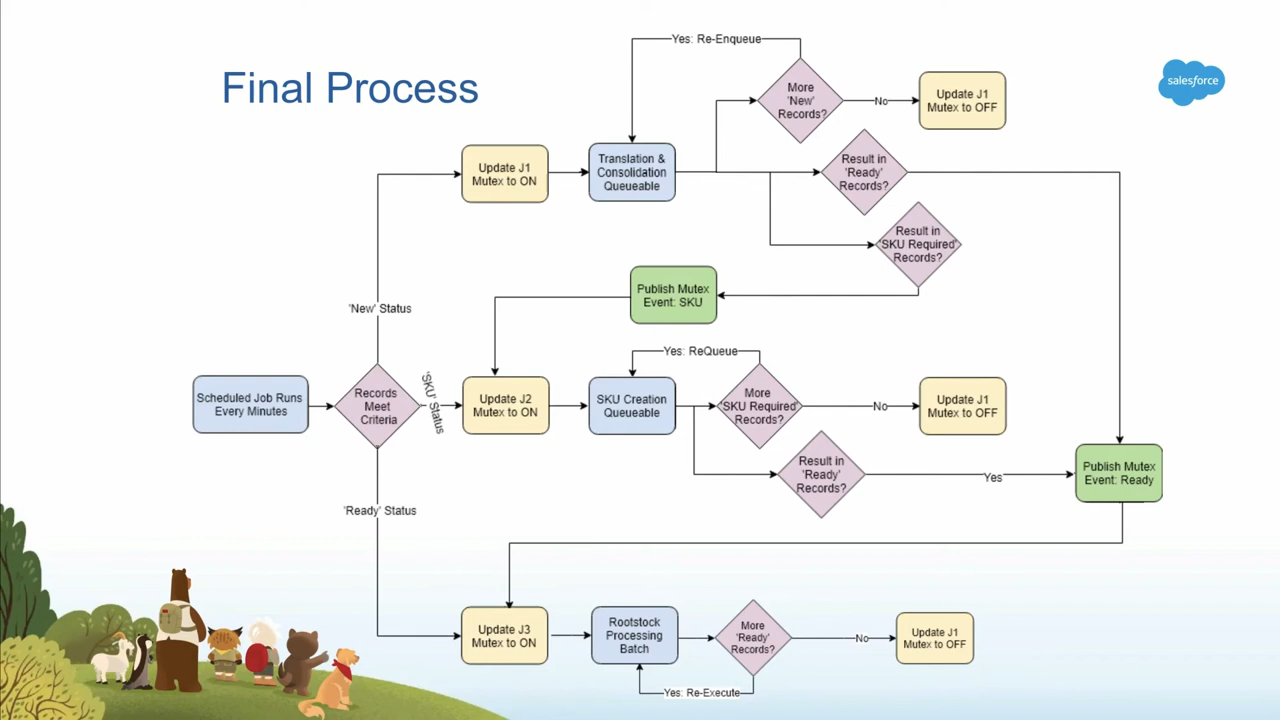 Final Process
salesforce
Yes: Re-Enqueue
More
'New'
Records?
No
Update J1
Mutex to OFF
Update J1
Mutex to ON
Translation &
Consolidation
Queueable
Result in
'Ready'
Records?
Result in
'SKU Required'
Records?
Publish Mutex
Event: SKU
'New' Status
Yes: ReQueue
Scheduled Job Runs
Every Minutes
Records
Meet
Criteria
'SKU' Status
Update J2
Mutex to ON
SKU Creation
Queueable
More
'SKU Required'
Records?
No
Update J1
Mutex to OFF
Result in
'Ready'
Records?
Yes
Publish Mutex
Event: Ready
'Ready' Status
Update J3
Mutex to ON
Rootstock
Processing
Batch
More
'Ready'
Records?
No
Update J1
Mutex to OFF
Yes: Re-Execute